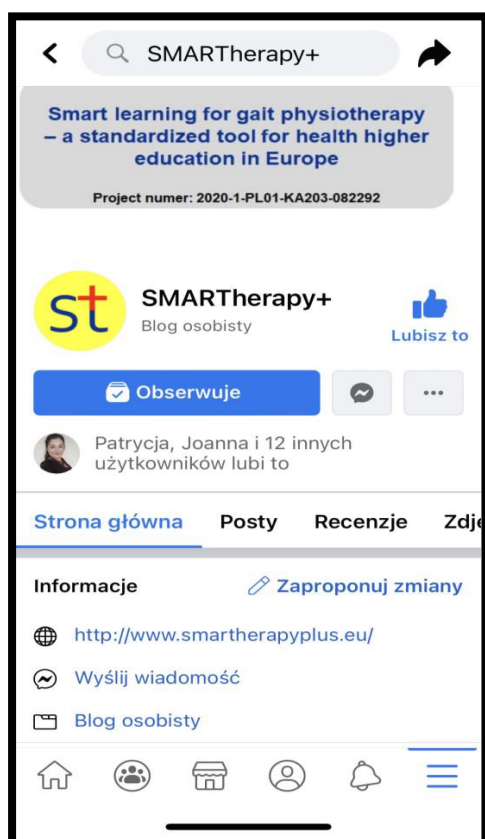 SMARTherapy+
Smart learning for gait physiotherapy
– a standardized tool for health higher
education in Europe
Project numer: 2020-1-PL01-KA203-082292
st
SMARTherapy+
Blog osobisty
Lubisz to
Obserwuje
Patrycja, Joanna i 12 innych
użytkowników lubi to
Strona główna Posty Recenzje Zdję
Informacje Zaproponuj zmiany
http://www.smartherapyplus.eu/
Wyślij wiadomość
Blog osobisty